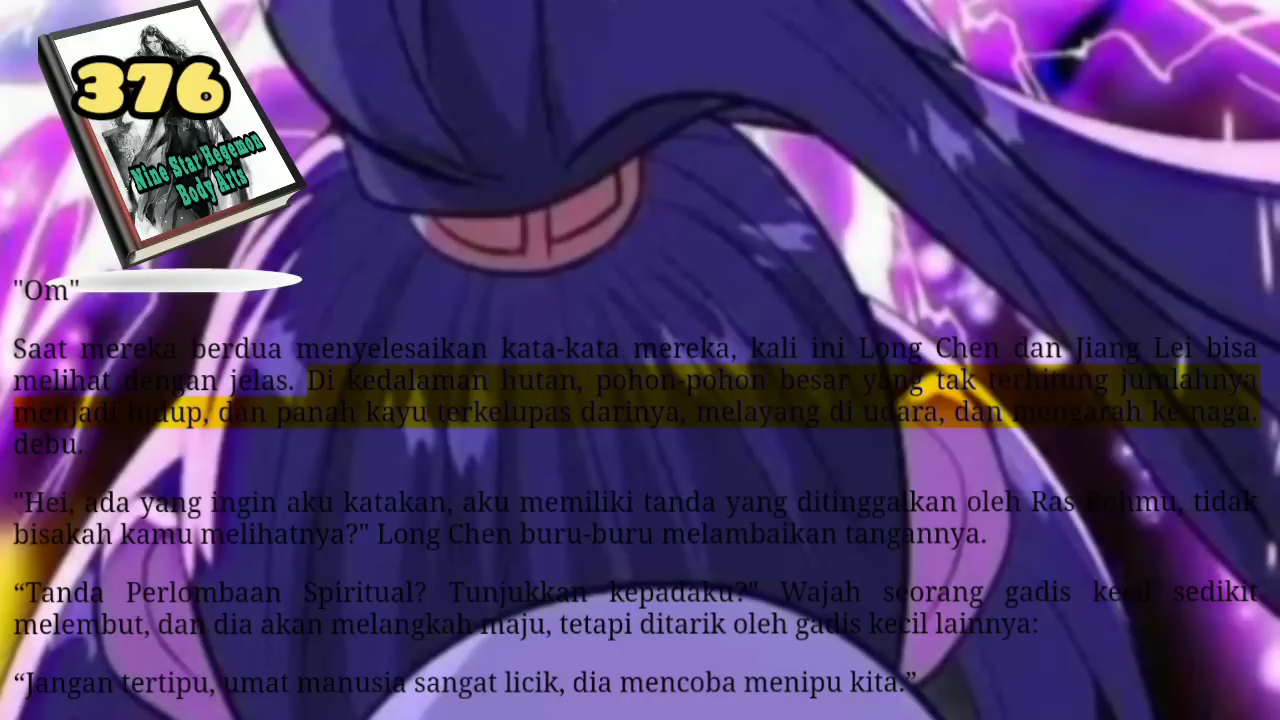 376
Nine Star Hegemon
Body Arts
"Om"
Saat mereka berdua menyelesaikan kata-kata mereka, kali ini Long Chen dan Jiang Lei bisa
melihat dengan jelas. Di kedalaman hutan, pohon-pohon besar yang tak terhitung jumlahnya
menjadi hidup, dan panah kayu terkelupas darinya, melayang di udara, dan mengarah ke naga.
debu.
"Hei, ada yang ingin aku katakan, aku memiliki tanda yang ditinggalkan oleh Ras Rohmu, tidak
bisakah kamu melihatnya?" Long Chen buru-buru melambaikan tangannya.
“Tanda Perlombaan Spiritual? Tunjukkan kepadaku?" Wajah seorang gadis kecil sedikit
melembut, dan dia akan melangkah maju, tetapi ditarik oleh gadis kecil lainnya:
“Jangan tertipu, umat manusia sangat licik, dia mencoba menipu kita.”